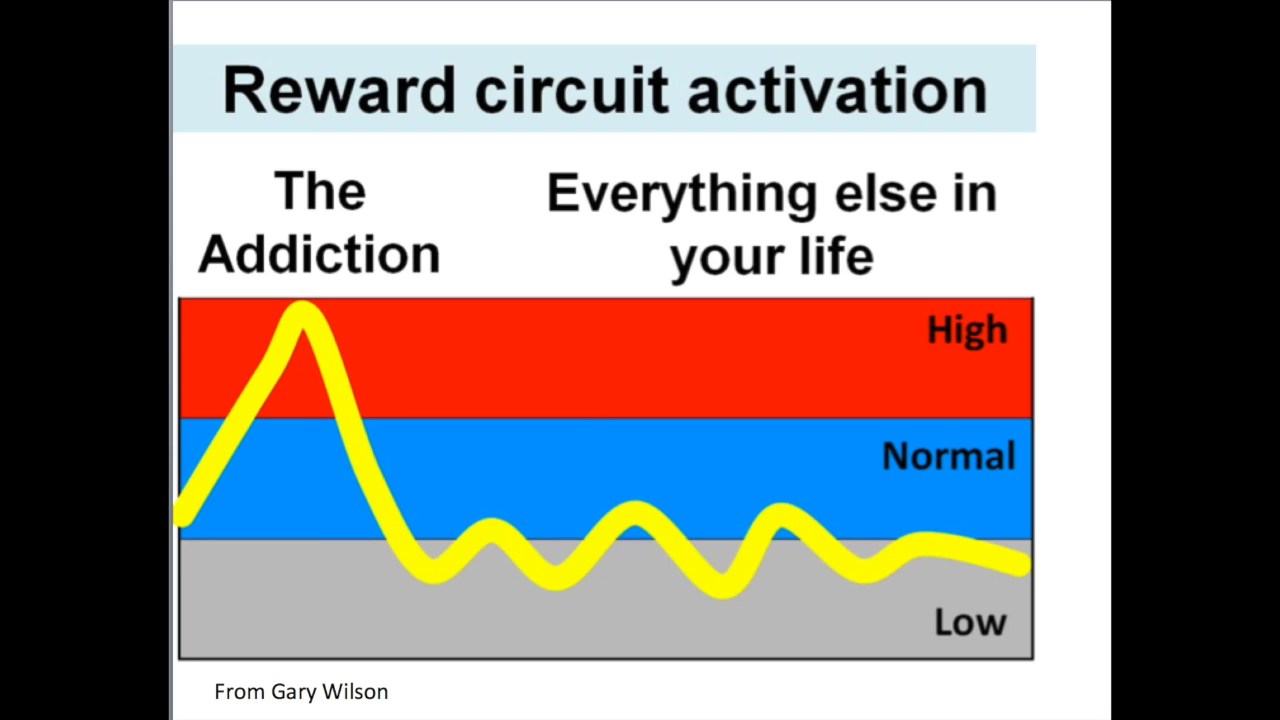 Reward circuit activation
The
Addiction
Everything else in
your life
High
Normal
Low
From Gary Wilson